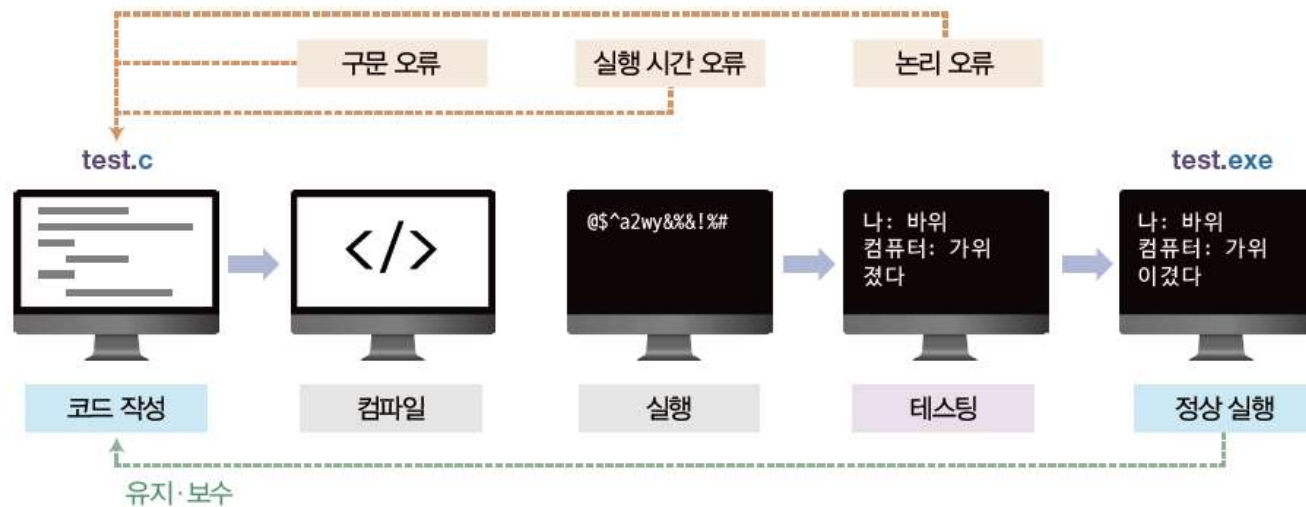 구문 오류
실행 시간 오류
논리 오류
test.c
test.exe
</>
@$^a2wy&%&!%#
나: 바위
컴퓨터: 가위
졌다
나: 바위
컴퓨터: 가위
이겼다
코드 작성
컴파일
실행
테스팅
정상 실행
유지·보수